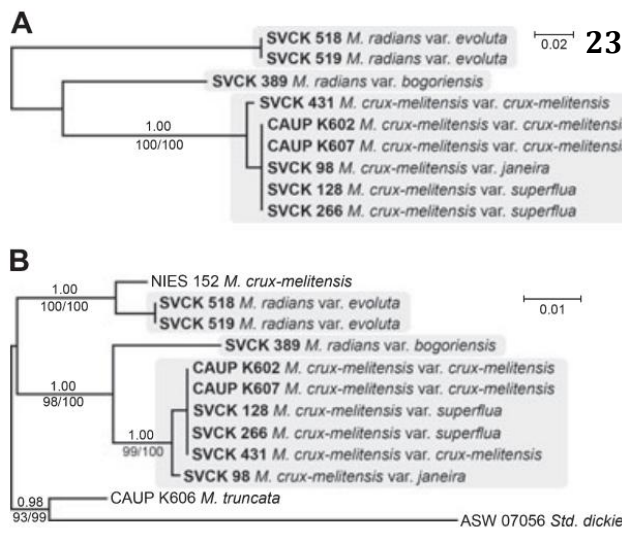 A
SVCK 518 M. radians var. evoluta
0.02
23
SVCK 519 M. radians var. evoluta
SVCK 389 M. radians var. bogoriensis
SVCK 431 M. crux-melitensis var. crux-melitensis
1.00
CAUP K602 M. crux-melitensis var. crux-melitensis
100/100
CAUP K607 M. crux-melitensis var. crux-melitensis
SVCK 98 M. crux-melitensis var. janeira
SVCK 128 M. crux-melitensis var. superflua
SVCK 266 M. crux-melitensis var. superflua
B
NIES 152 M. crux-melitensis
1.00
100/100
SVCK 518 M. radians var. evoluta
0.01
SVCK 519 M. radians var. evoluta
SVCK 389 M. radians var. bogoriensis
CAUP K602 M. crux-melitensis var. crux-melitensis
1.00
98/100
CAUP K607 M. crux-melitensis var. crux-melitensis
SVCK 128 M. crux-melitensis var. superflua
1.00
SVCK 266 M. crux-melitensis var. superflua
99/100
SVCK 431 M. crux-melitensis var. crux-melitensis
SVCK 98 M. crux-melitensis var. janeira
0.98
CAUP K606 M. truncata
93/99
ASW 07056 Std. dickie